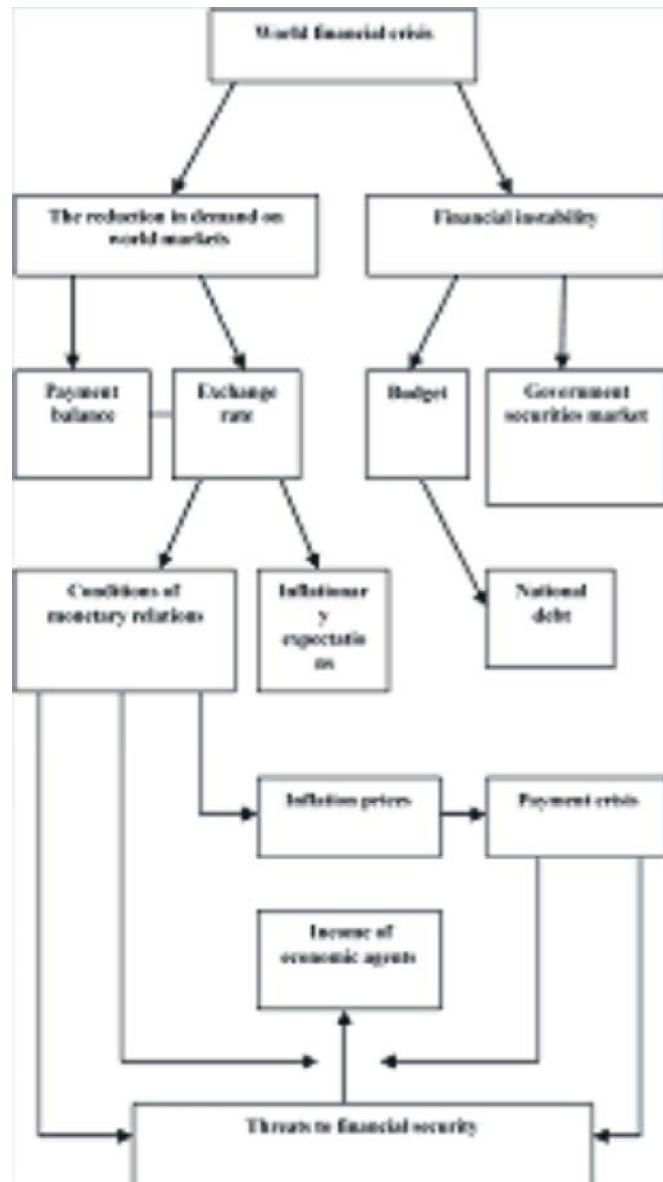 World financial crisis
The reduction in demand on
world markets
Financial instability
Payment
balance
Exchange
rate
Budget
Government
securities market
Conditions of
monetary relations
Inflationar
y
expectatio
ns
National
debt
Inflation prices
Payment crisis
Income of
economic agents
Threats to financial security